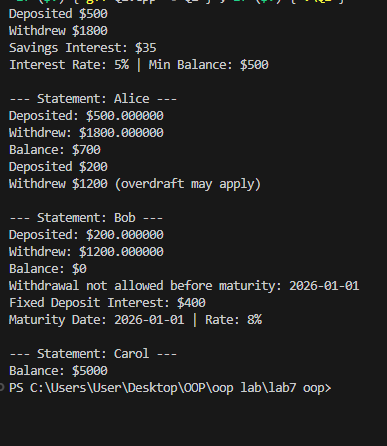 Deposited $500
Withdrew $1800
Savings Interest: $35
Interest Rate: 5% | Min Balance: $500
--- Statement: Alice ---
Deposited: $500.000000
Withdrew: $1800.000000
Balance: $700
Deposited $200
Withdrew $1200 (overdraft may apply)
--- Statement: Bob ---
Deposited: $200.000000
Withdrew: $1200.000000
Balance: $0
Withdrawal not allowed before maturity: 2026-01-01
Fixed Deposit Interest: $400
Maturity Date: 2026-01-01 | Rate: 8%
--- Statement: Carol ---
Balance: $5000
PS C:\Users\User\Desktop\OOP\oop lab\lab7 oop>